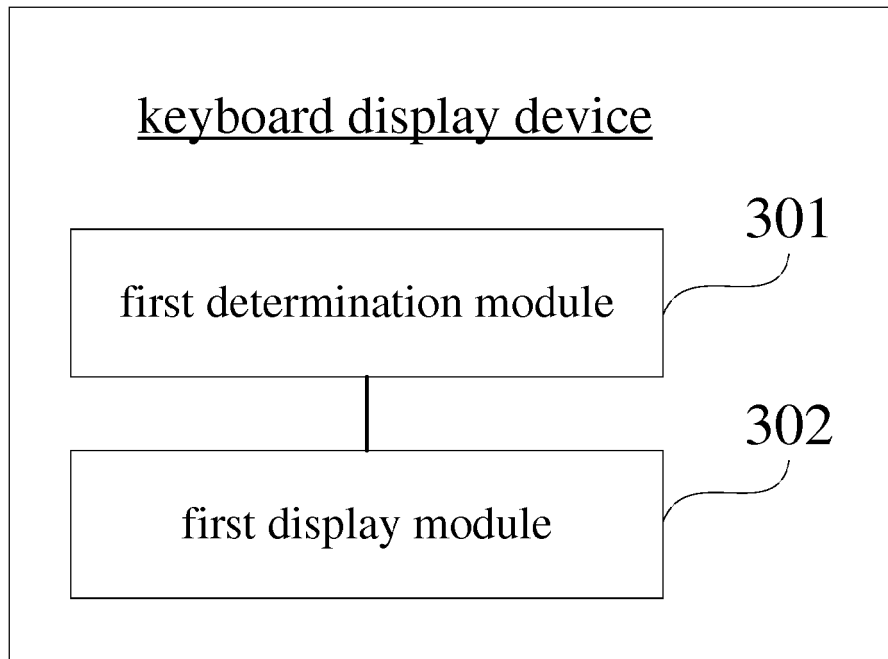 keyboard display device
301
first determination module
302
first display module